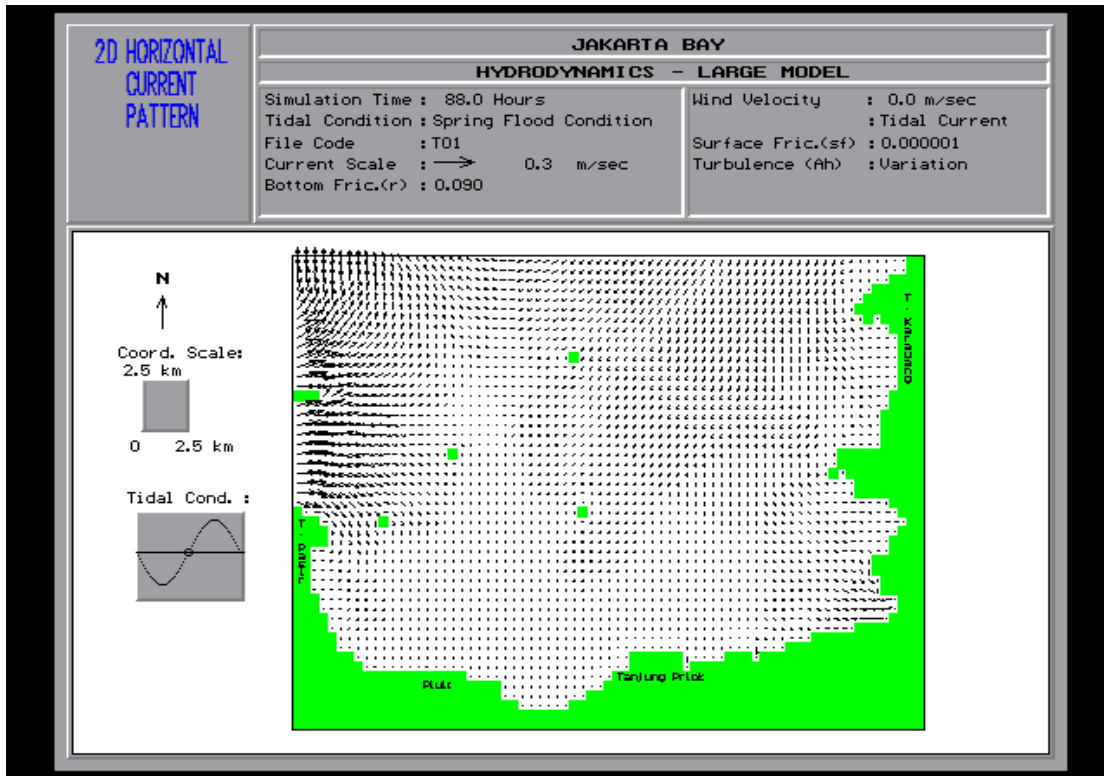 2D HORIZONTAL
CURRENT
PATTERN
JAKARTA BAY
HYDRODYNAMICS - LARGE MODEL
Simulation Time : 88.0 Hours
Tidal Condition : Spring Flood Condition
File Code : T01
Current Scale : 0.3 m/sec
Bottom Fric.(r) : 0.090
Wind Velocity : 0.0 m/sec
: Tidal Current
Surface Fric.(sf) : 0.000001
Turbulence (Ah) : Variation
N
Coord. Scale:
2.5 km
0 2.5 km
Tidal Cond. :
T.
T.
Pluit
Tanjung Priok